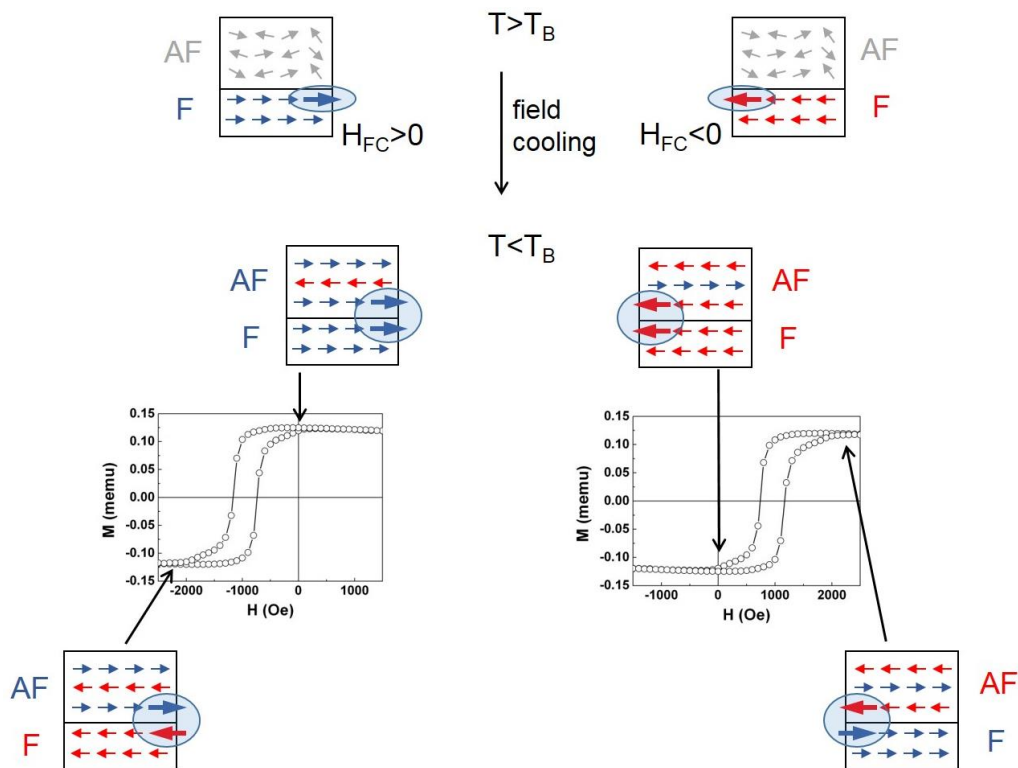 T>T_B
AF
AF
F
F
H_FC>0
field
cooling
H_FC<0
T<T_B
AF
AF
F
F
0.15
0.10
0.05
0.00
-0.05
-0.10
-0.15
M (memu)
-2000
-1000
0
1000
H (Oe)
0.15
0.10
0.05
0.00
-0.05
-0.10
-0.15
M (memu)
-1000
0
1000
2000
H (Oe)
AF
F
AF
F